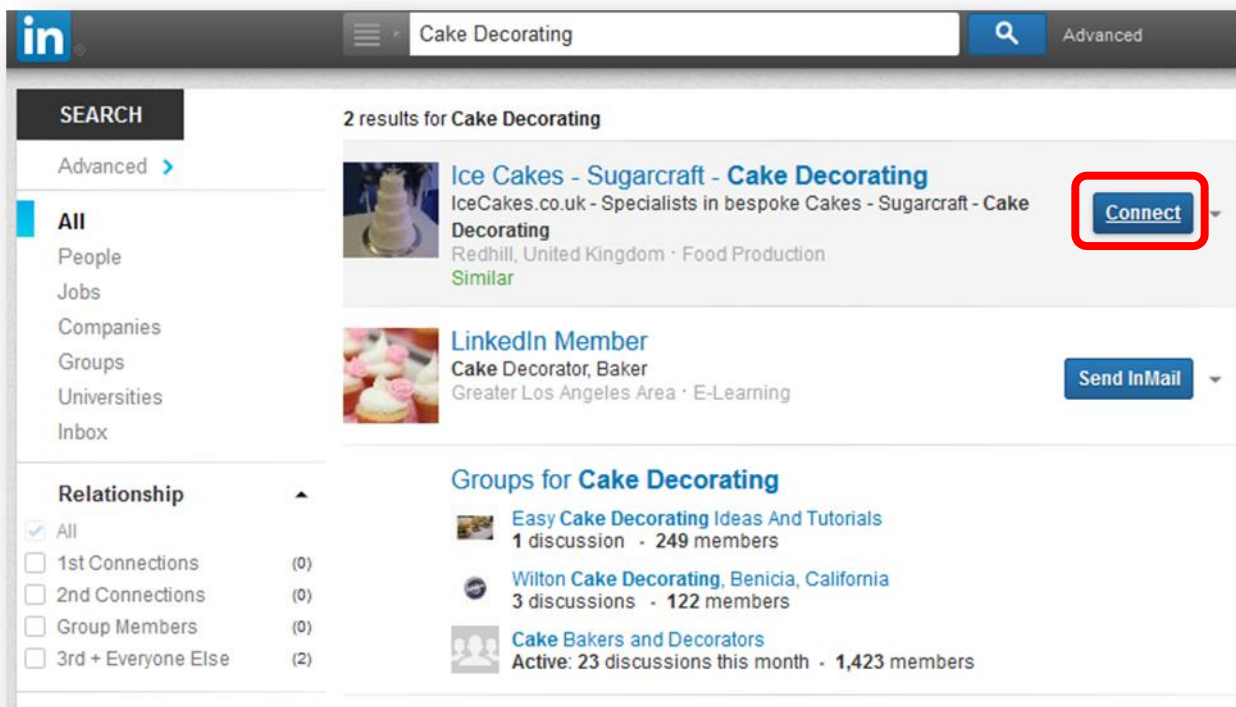 in
Cake Decorating
Advanced
SEARCH
Advanced
All
People
Jobs
Companies
Groups
Universities
Inbox
Relationship
All
1st Connections (0)
2nd Connections (0)
Group Members (0)
3rd + Everyone Else (2)
2 results for Cake Decorating
Ice Cakes - Sugarcraft - Cake Decorating
IceCakes.co.uk - Specialists in bespoke Cakes - Sugarcraft - Cake
Decorating
Redhill, United Kingdom · Food Production
Similar
Connect
LinkedIn Member
Cake Decorator, Baker
Greater Los Angeles Area · E-Learning
Send InMail
Groups for Cake Decorating
Easy Cake Decorating Ideas And Tutorials
1 discussion · 249 members
Wilton Cake Decorating, Benicia, California
3 discussions · 122 members
Cake Bakers and Decorators
Active: 23 discussions this month · 1,423 members